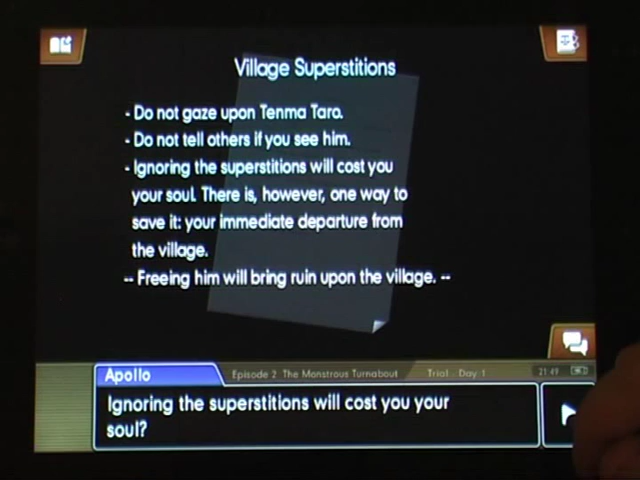 Village Superstitions
- Do not gaze upon Tenma Taro.
- Do not tell others if you see him.
- Ignoring the superstitions will cost you
your soul. There is, however, one way to
save it: your immediate departure from
the village.
-- Freeing him will bring ruin upon the village. --
Apollo
Episode 2 The Monstrous Turnabout
Trial - Day 1
21:49
Ignoring the superstitions will cost you your
soul?